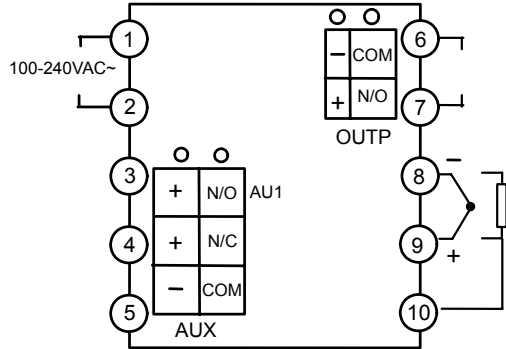 1
100-240VAC~
2
3
4
5
+ N/O AU1
+ N/C
− COM
AUX
− COM
+ N/O
OUTP
6
7
8 −
9 +
10